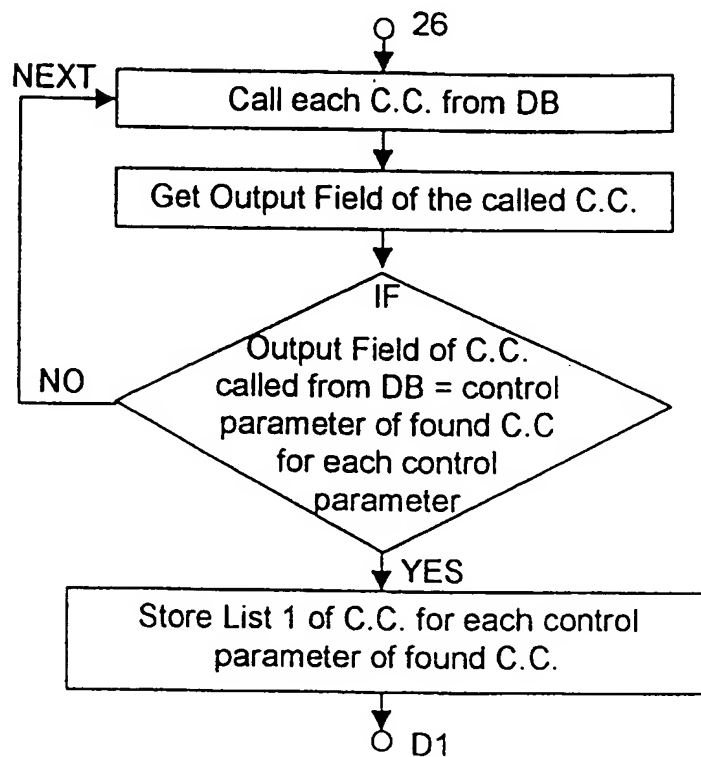 26
NEXT
Call each C.C. from DB
Get Output Field of the called C.C.
IF
Output Field of C.C.
called from DB = control
parameter of found C.C
for each control
parameter
NO
YES
Store List 1 of C.C. for each control
parameter of found C.C.
D1